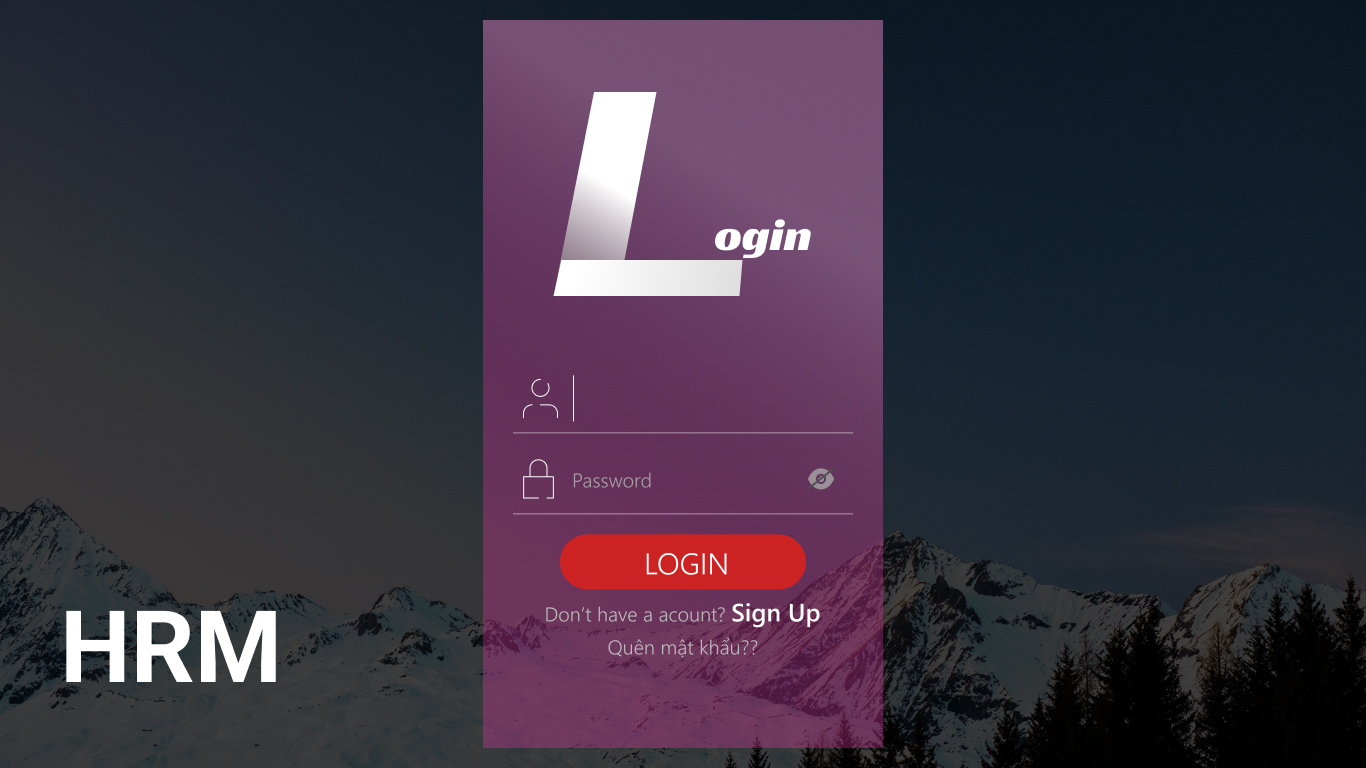 Login
Password
LOGIN
Don't have a acount? Sign Up
Quên mật khẩu??
HRM